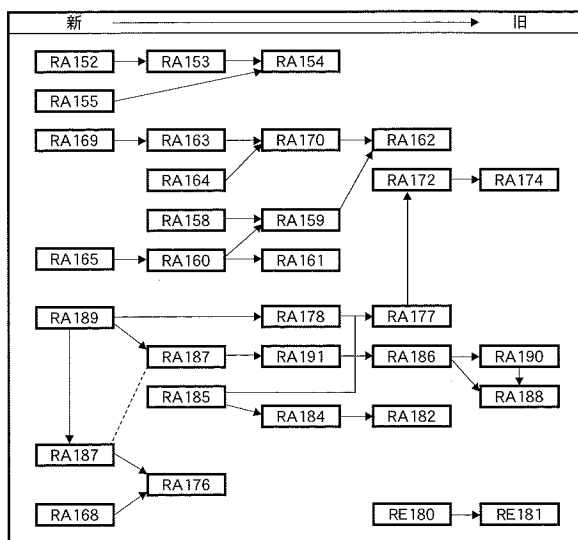 新 旧
RA152 RA153 RA154
RA155
RA169 RA163 RA170 RA162
RA164 RA172 RA174
RA158 RA159
RA165 RA160 RA161
RA189 RA178 RA177
RA187 RA191 RA186 RA190
RA185 RA188
RA184 RA182
RA187
RA176
RA168 RE180 RE181